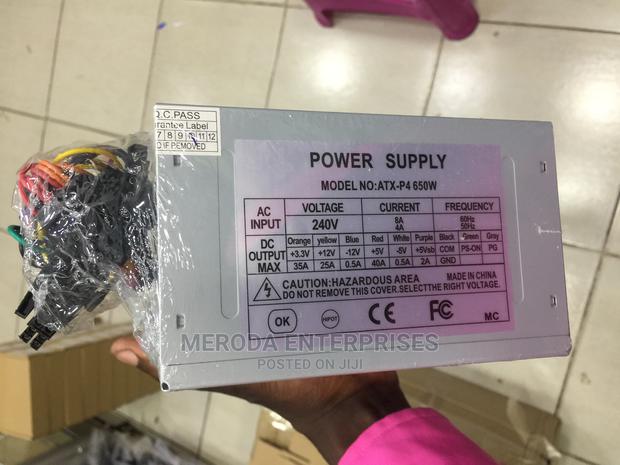 Q.C.PASS
rantee Label
7 8 9 10 11 12
D IF REMOVED
POWER SUPPLY
MODEL NO:ATX-P4 650W
AC INPUT VOLTAGE CURRENT FREQUENCY
240V 8A 4A 60Hz 50Hz
DC OUTPUT MAX Orange yellow Blue Red White Purple Black Green Gray
+3.3V +12V -12V +5V -5V +5Vsb COM PS-ON PG
35A 25A 0.5A 40A 0.5A 2A GND
CAUTION:HAZARDOUS AREA MADE IN CHINA
DO NOT REMOVE THIS COVER.SELECTTHE RIGHT VOLTAGE.
OK HIPOT CE FC MC
MERODA ENTERPRISES
POSTED ON JIJI